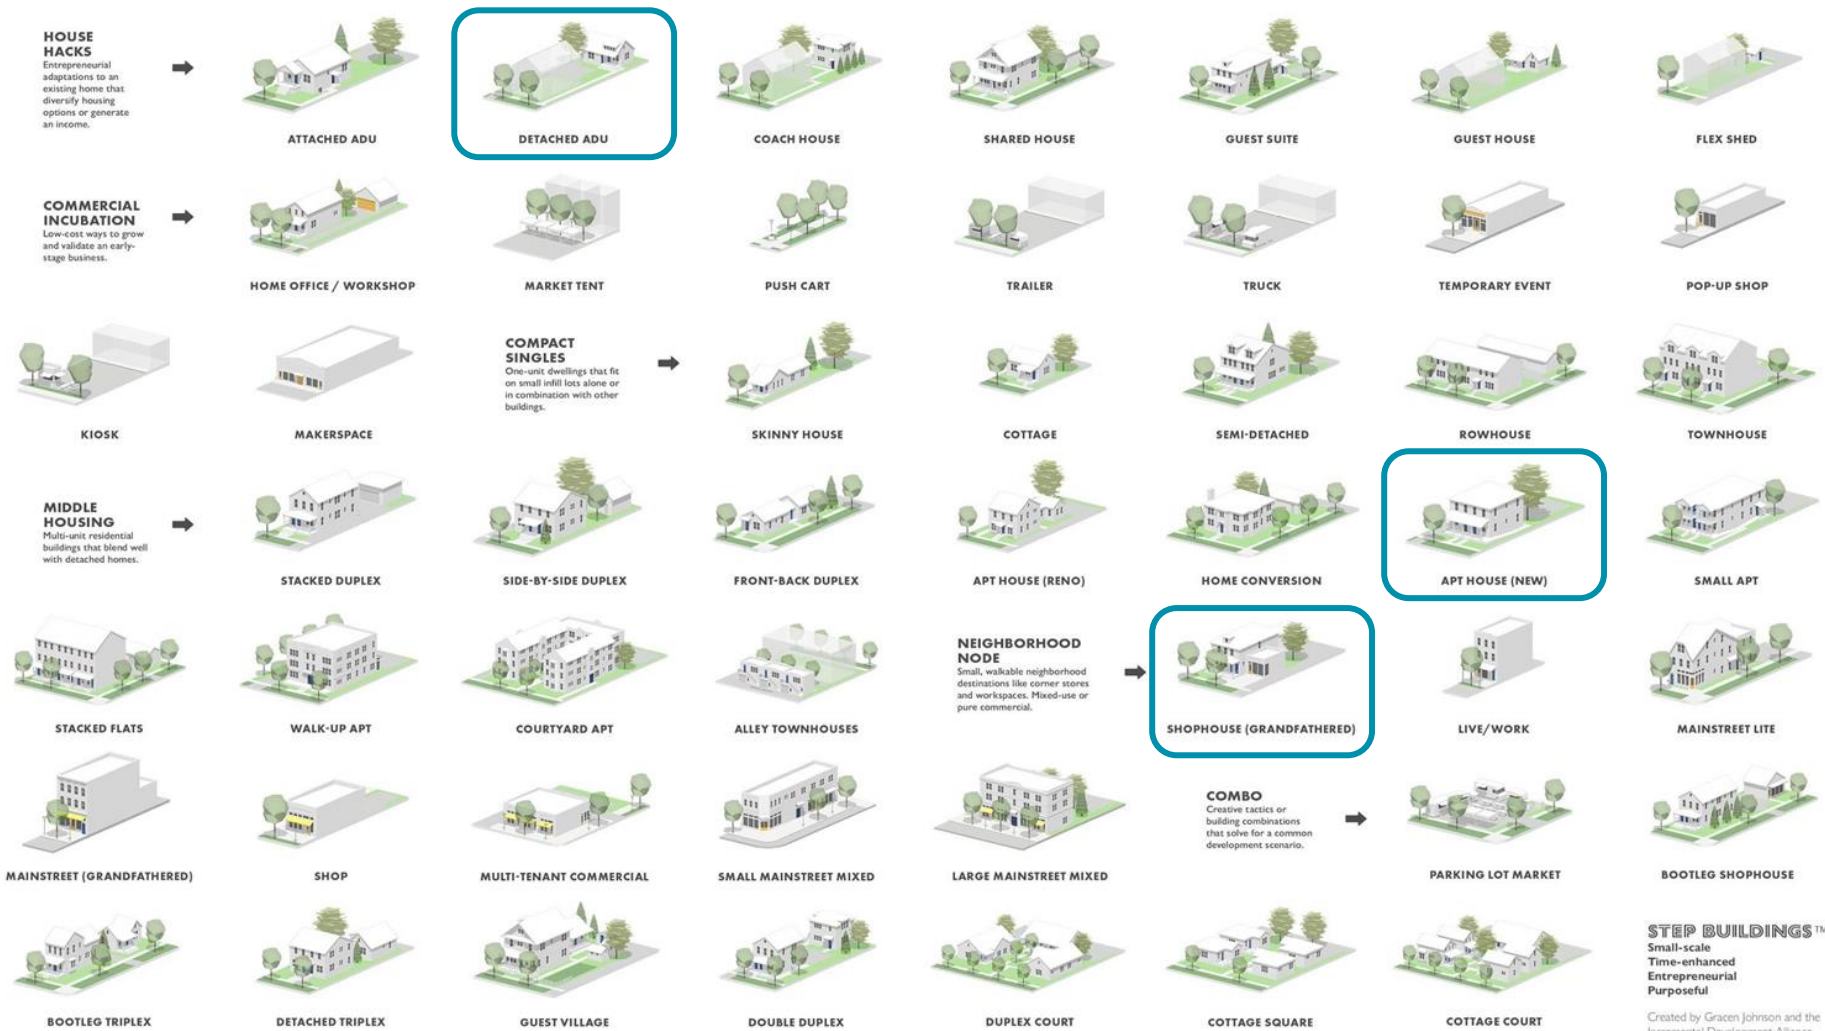 HOUSE
HACKS
Entrepreneurial
adaptations to an
existing home that
diversify housing
options or generate
an income.
ATTACHED ADU
DETACHED ADU
COACH HOUSE
SHARED HOUSE
GUEST SUITE
GUEST HOUSE
FLEX SHED
COMMERCIAL
INCUBATION
Low-cost ways to grow
and validate an early-
stage business.
HOME OFFICE / WORKSHOP
MARKET TENT
PUSH CART
TRAILER
TRUCK
TEMPORARY EVENT
POP-UP SHOP
KIOSK
MAKERSPACE
COMPACT
SINGLES
One-unit dwellings that fit
on small infill lots alone or
in combination with other
buildings.
SKINNY HOUSE
COTTAGE
SEMI-DETACHED
ROWHOUSE
TOWNHOUSE
MIDDLE
HOUSING
Multi-unit residential
buildings that blend well
with detached homes.
STACKED DUPLEX
SIDE-BY-SIDE DUPLEX
FRONT-BACK DUPLEX
APT HOUSE (RENO)
HOME CONVERSION
APT HOUSE (NEW)
SMALL APT
STACKED FLATS
WALK-UP APT
COURTYARD APT
ALLEY TOWNHOUSES
NEIGHBORHOOD
NODE
Small, walkable neighborhood
destinations like corner stores
and workspaces. Mixed-use or
pure commercial.
SHOPHOUSE (GRANDFATHERED)
LIVE/WORK
MAINSTREET LITE
MAINSTREET (GRANDFATHERED)
SHOP
MULTI-TENANT COMMERCIAL
SMALL MAINSTREET MIXED
LARGE MAINSTREET MIXED
COMBO
Creative tactics or
building combinations
that solve for a common
development scenario.
PARKING LOT MARKET
BOOTLEG SHOPHOUSE
BOOTLEG TRIPLEX
DETACHED TRIPLEX
GUEST VILLAGE
DOUBLE DUPLEX
DUPLEX COURT
COTTAGE SQUARE
COTTAGE COURT
STEP BUILDINGS™
Small-scale
Time-enhanced
Entrepreneurial
Purposeful
Created by Gracen Johnson and the
Incremental Development Alliance